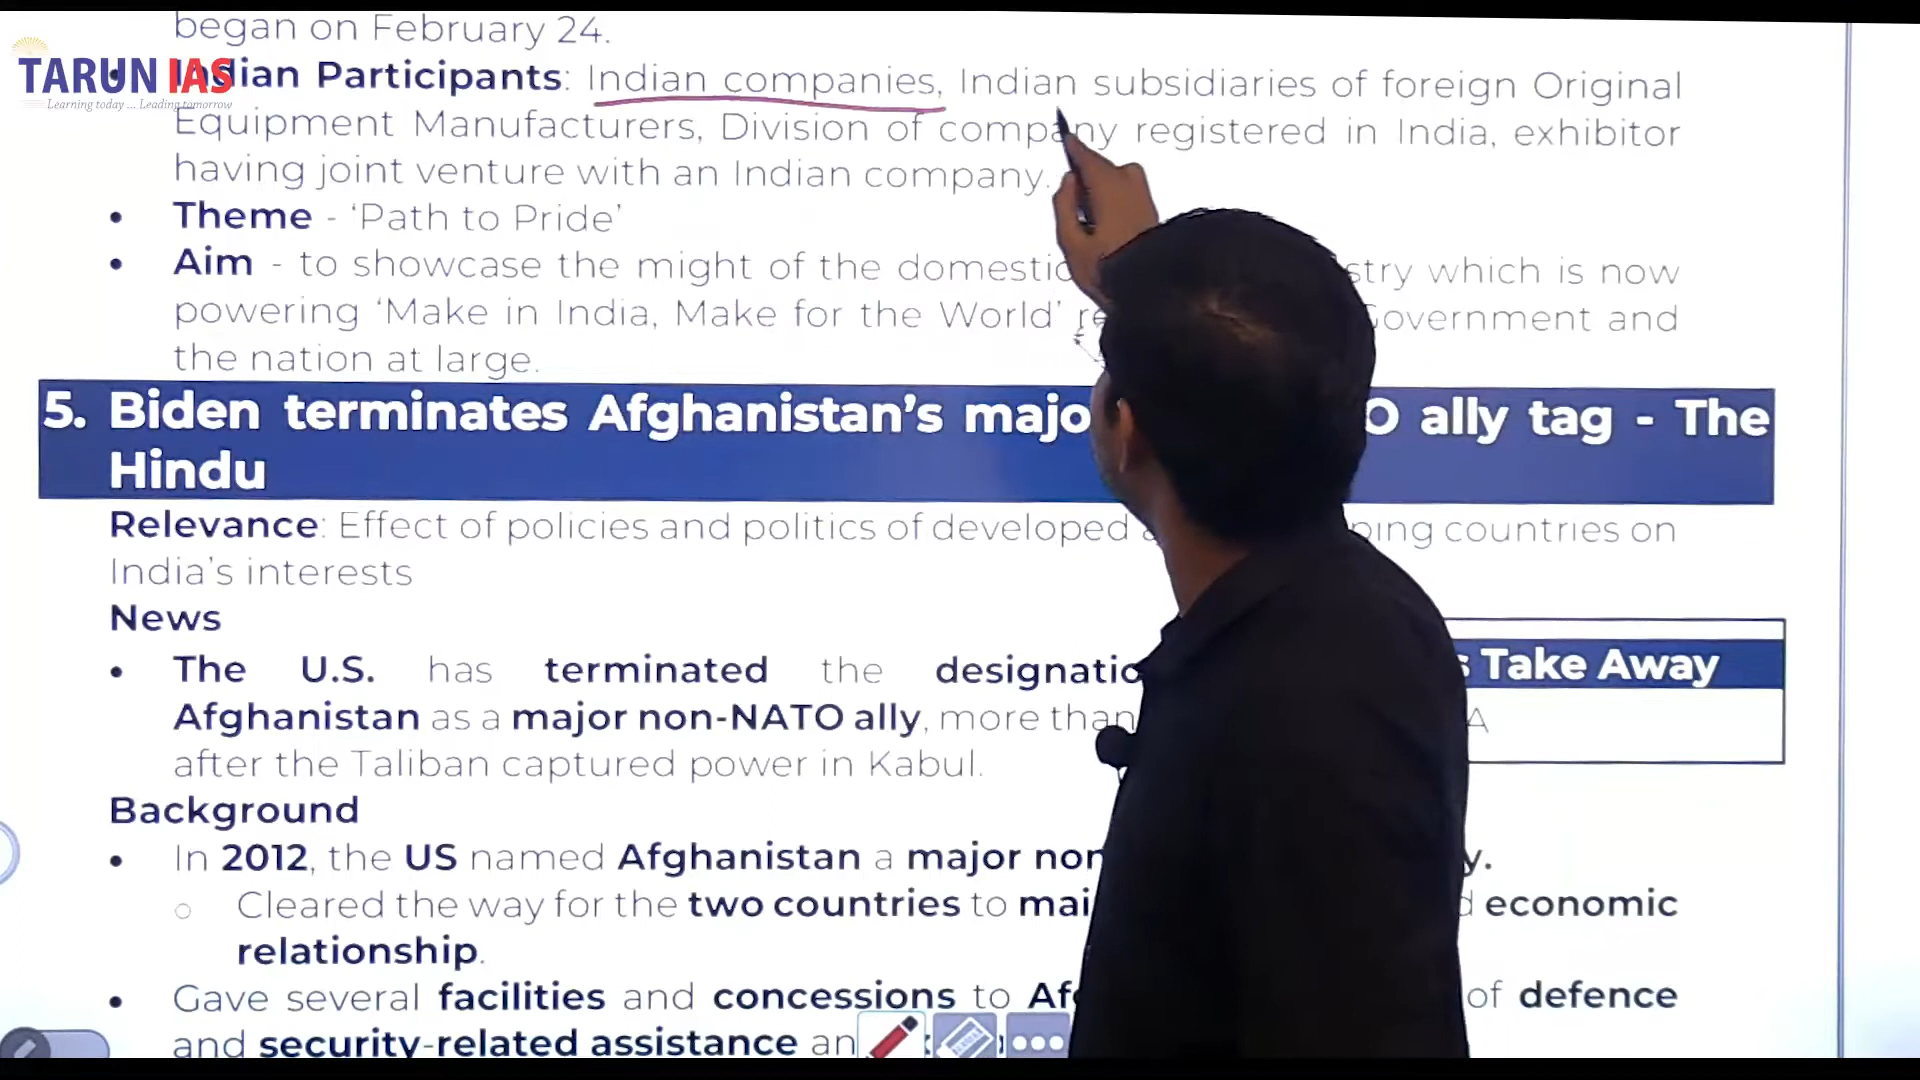 began on February 24.
TARUN IAS
Learning today ... Leading tomorrow
Indian Participants: Indian companies, Indian subsidiaries of foreign Original
Equipment Manufacturers, Division of company registered in India, exhibitor
having joint venture with an Indian company.
• Theme - ‘Path to Pride’
• Aim - to showcase the might of the domestic stry which is now
powering ‘Make in India, Make for the World’ Government and
the nation at large.
5. Biden terminates Afghanistan’s majo O ally tag - The
Hindu
Relevance: Effect of policies and politics of developed ping countries on
India’s interests
News
• The U.S. has terminated the designatio
Afghanistan as a major non-NATO ally, more than
after the Taliban captured power in Kabul.
Take Away
Background
• In 2012, the US named Afghanistan a major non y.
○ Cleared the way for the two countries to mai economic
relationship.
• Gave several facilities and concessions to Af of defence
and security-related assistance an